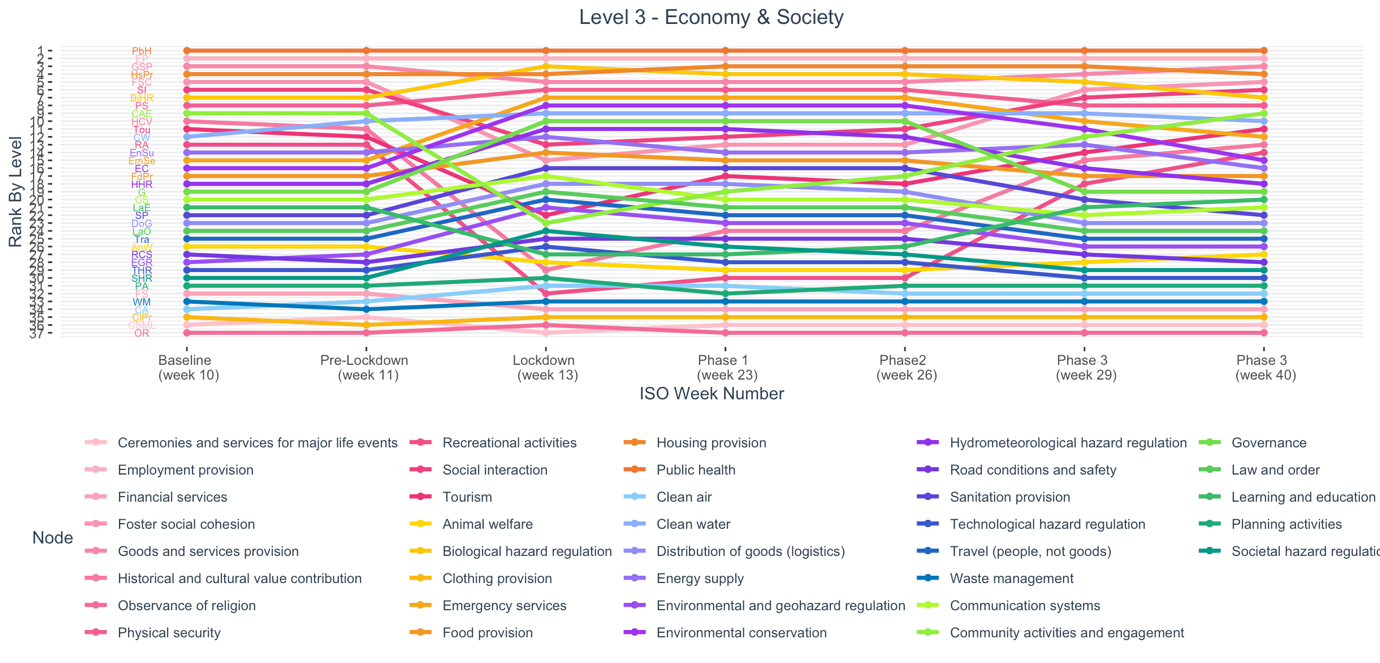 Level 3 - Economy & Society
Rank By Level
1 PbH
2 EP
3 GSP
4 HsPr
5 FSC
6 SI
7 BiHR
8 PS
9 CAE
10 HCV
11 Tou
12 CW
13 RA
14 EnSu
15 EmSe
16 EC
17 FdPr
18 HHR
19 G
20 CS
21 LaE
22 SP
23 DoG
24 LaO
25 Tra
26 AnW
27 RCS
28 EGR
29 THR
30 SHR
31 PA
32 FS
33 WM
34 CA
35 ClPr
36 CSML
37 OR
Baseline
(week 10)
Pre-Lockdown
(week 11)
Lockdown
(week 13)
Phase 1
(week 23)
Phase2
(week 26)
Phase 3
(week 29)
Phase 3
(week 40)
ISO Week Number
Node
Ceremonies and services for major life events
Employment provision
Financial services
Foster social cohesion
Goods and services provision
Historical and cultural value contribution
Observance of religion
Physical security
Recreational activities
Social interaction
Tourism
Animal welfare
Biological hazard regulation
Clothing provision
Emergency services
Food provision
Housing provision
Public health
Clean air
Clean water
Distribution of goods (logistics)
Energy supply
Environmental and geohazard regulation
Environmental conservation
Hydrometeorological hazard regulation
Road conditions and safety
Sanitation provision
Technological hazard regulation
Travel (people, not goods)
Waste management
Communication systems
Community activities and engagement
Governance
Law and order
Learning and education
Planning activities
Societal hazard